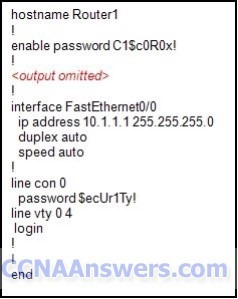 hostname Router1
!
enable password C1$c0R0x!
!
<output omitted>
!
interface FastEthernet0/0
ip address 10.1.1.1 255.255.255.0
duplex auto
speed auto
!
line con 0
password $ecUr1Ty!
line vty 0 4
login
!
!
end
CCNAAnswers.com